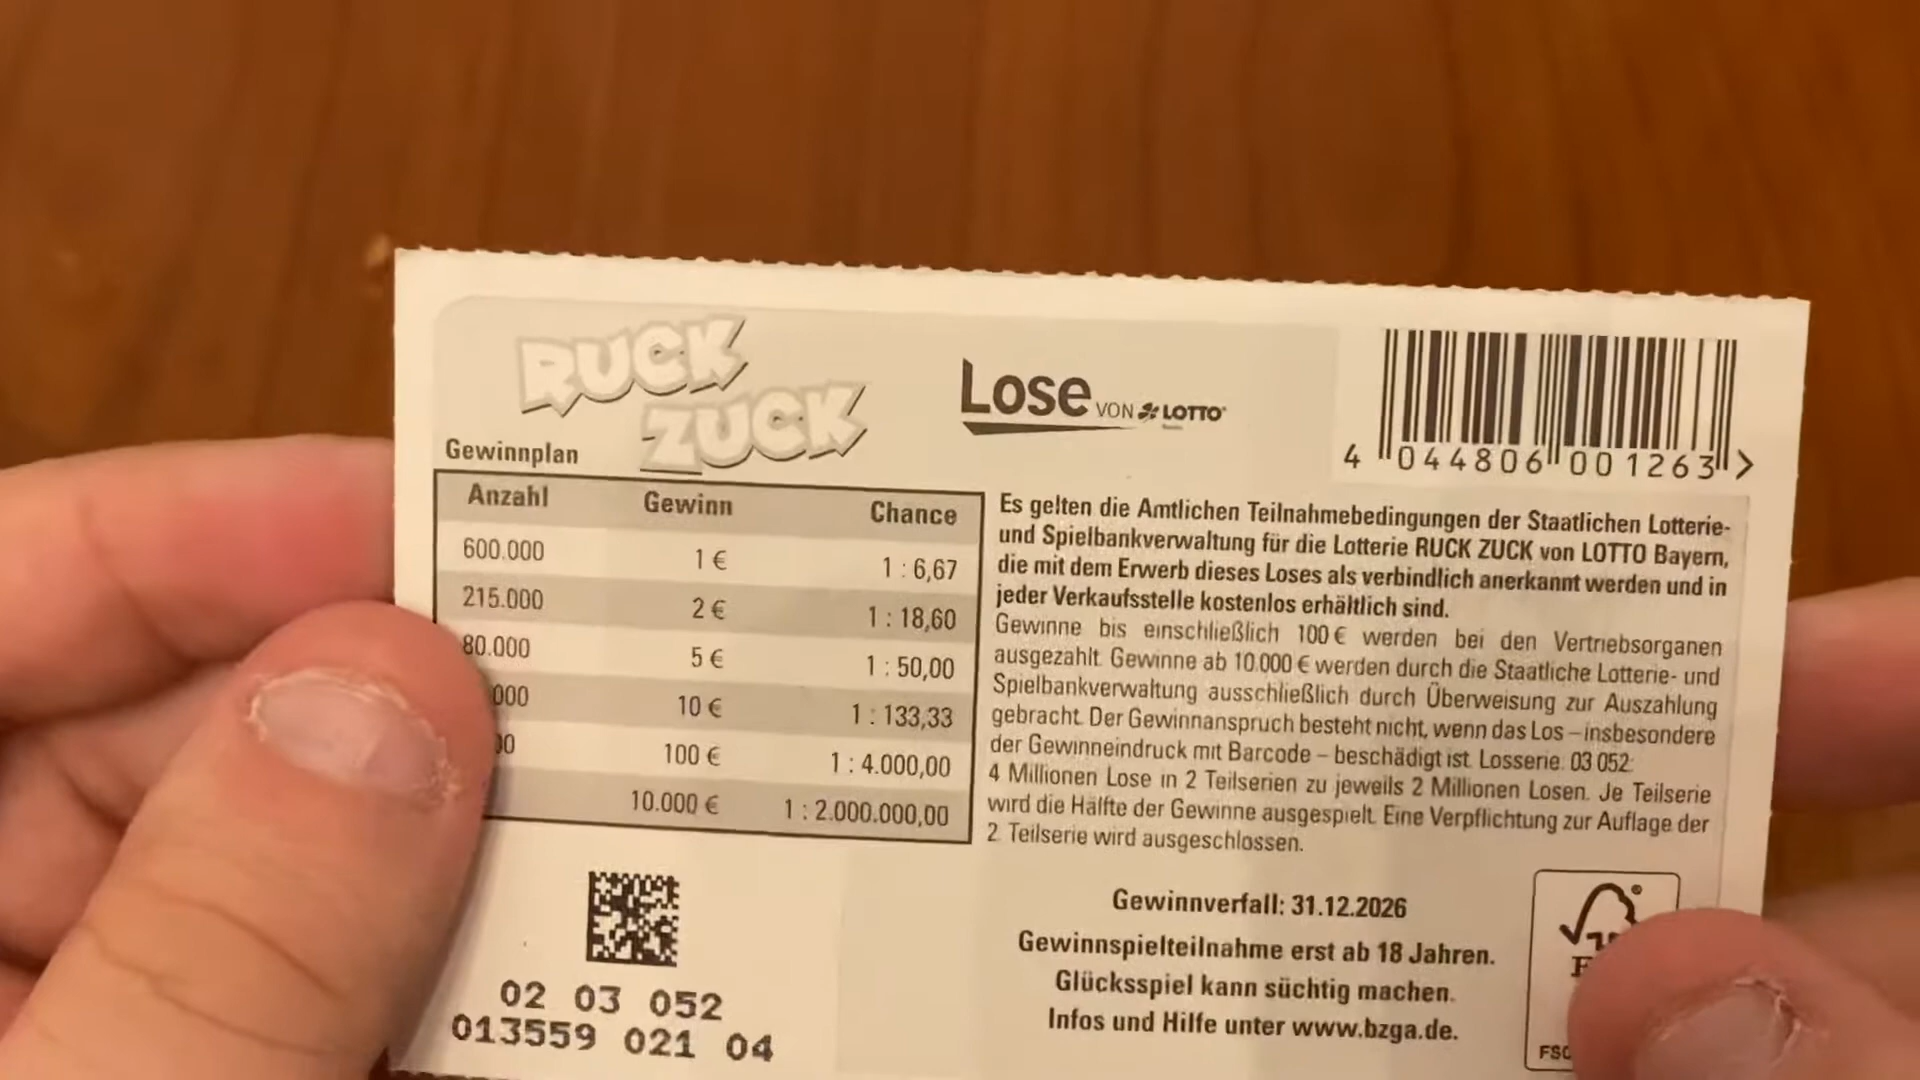 RUCK
ZUCK
Lose VON LOTTO
4 044806 001263 >
Gewinnplan
Anzahl Gewinn Chance
600.000 1 € 1 : 6,67
215.000 2 € 1 : 18,60
80.000 5 € 1 : 50,00
000 10 € 1 : 133,33
00 100 € 1 : 4.000,00
10.000 € 1 : 2.000.000,00
Es gelten die Amtlichen Teilnahmebedingungen der Staatlichen Lotterie-
und Spielbankverwaltung für die Lotterie RUCK ZUCK von LOTTO Bayern,
die mit dem Erwerb dieses Loses als verbindlich anerkannt werden und in
jeder Verkaufsstelle kostenlos erhältlich sind.
Gewinne bis einschließlich 100 € werden bei den Vertriebsorganen
ausgezahlt. Gewinne ab 10.000 € werden durch die Staatliche Lotterie- und
Spielbankverwaltung ausschließlich durch Überweisung zur Auszahlung
gebracht. Der Gewinnanspruch besteht nicht, wenn das Los – insbesondere
der Gewinneindruck mit Barcode – beschädigt ist. Losserie: 03 052:
4 Millionen Lose in 2 Teilserien zu jeweils 2 Millionen Losen. Je Teilserie
wird die Hälfte der Gewinne ausgespielt. Eine Verpflichtung zur Auflage der
2. Teilserie wird ausgeschlossen.
Gewinnverfall: 31.12.2026
Gewinnspielteilnahme erst ab 18 Jahren.
Glücksspiel kann süchtig machen.
Infos und Hilfe unter www.bzga.de.
02 03 052
013559 021 04
FSC